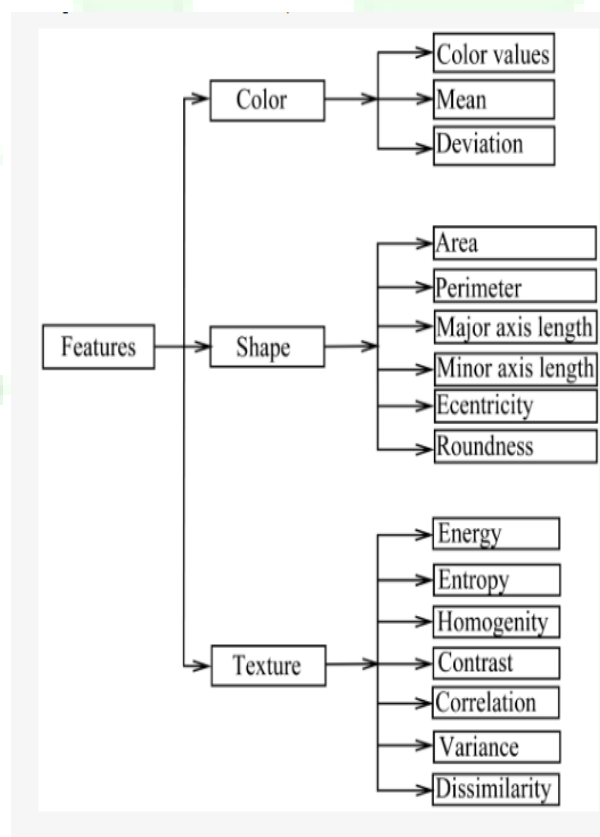 Features
Color
Color values
Mean
Deviation
Shape
Area
Perimeter
Major axis length
Minor axis length
Ecentricity
Roundness
Texture
Energy
Entropy
Homogenity
Contrast
Correlation
Variance
Dissimilarity